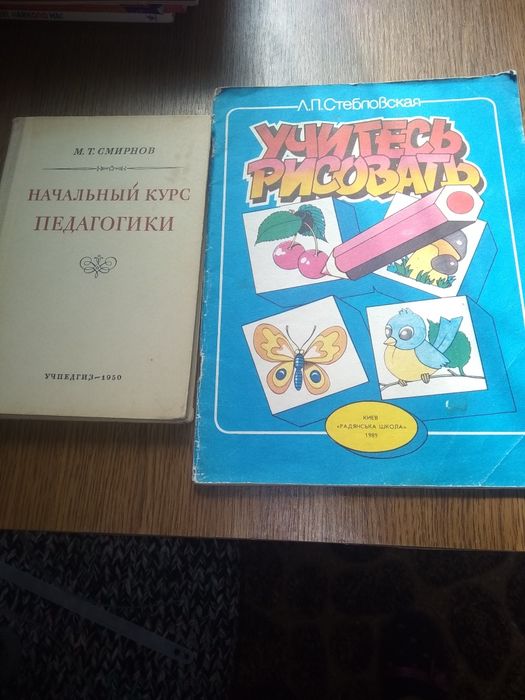 М. Т. СМИРНОВ
НАЧАЛЬНЫЙ КУРС
ПЕДАГОГИКИ
УЧПЕДГИЗ—1950
Л.П.Стебловская
УЧИТЕСЬ
РИСОВАТЬ
КИЕВ
«РАДЯНСЬКА ШКОЛА»
1989